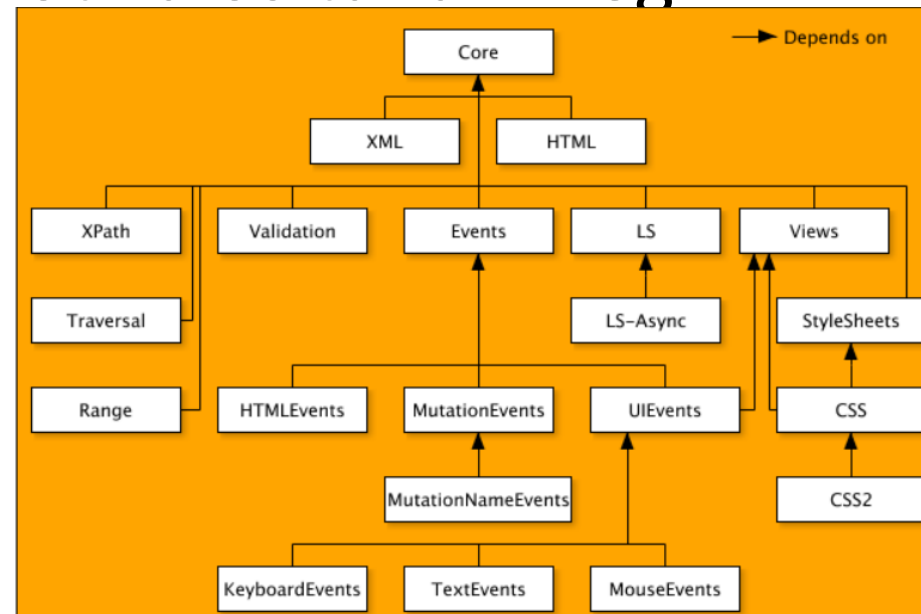 Core
Depends on
XML
HTML
XPath
Validation
Events
LS
Views
Traversal
LS-Async
StyleSheets
Range
HTMLEvents
MutationEvents
UIEvents
CSS
MutationNameEvents
CSS2
KeyboardEvents
TextEvents
MouseEvents